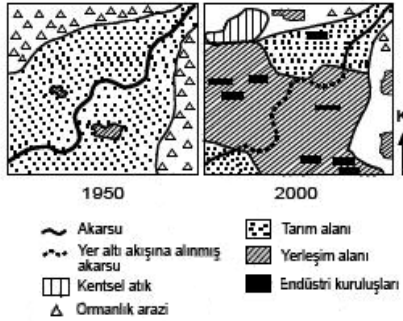 K
1950
2000
Akarsu
Yer altı akışına alınmış
akarsu
Kentsel atık
Ormanlık arazi
Tarım alanı
Yerleşim alanı
Endüstri kuruluşları